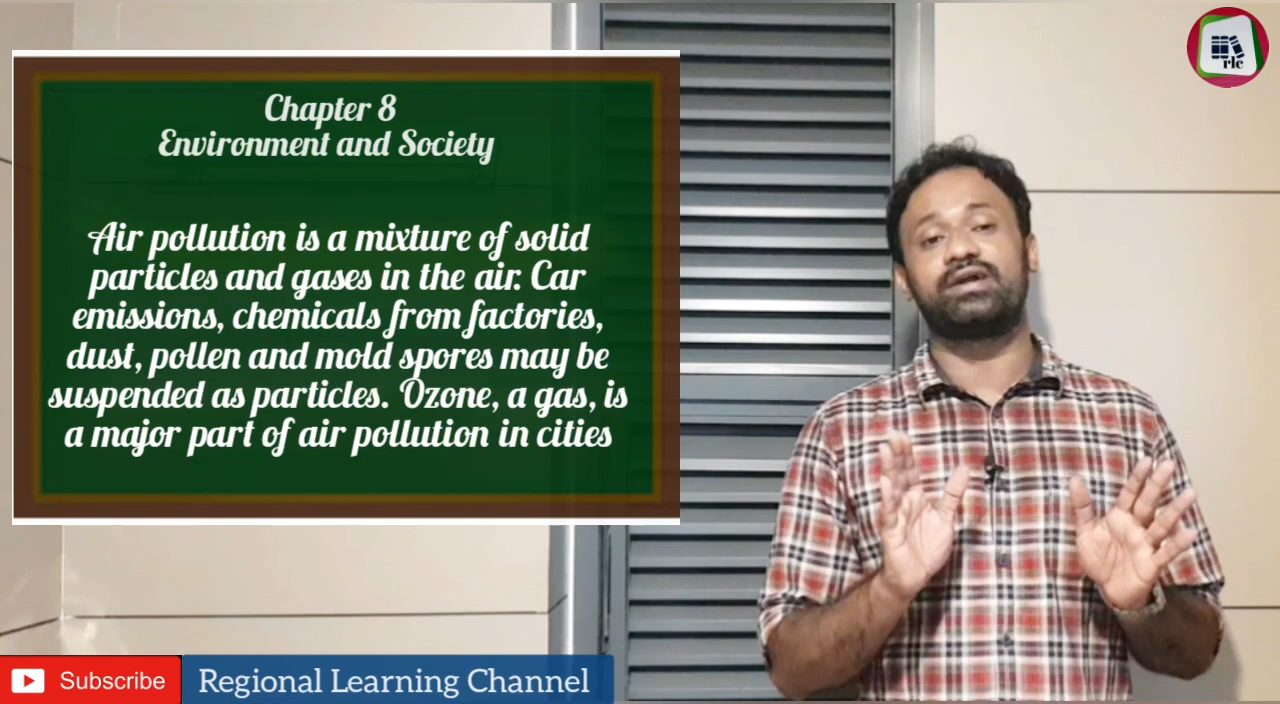 Chapter 8
Environment and Society
Air pollution is a mixture of solid
particles and gases in the air. Car
emissions, chemicals from factories,
dust, pollen and mold spores may be
suspended as particles. Ozone, a gas, is
a major part of air pollution in cities
rlc
Subscribe
Regional Learning Channel